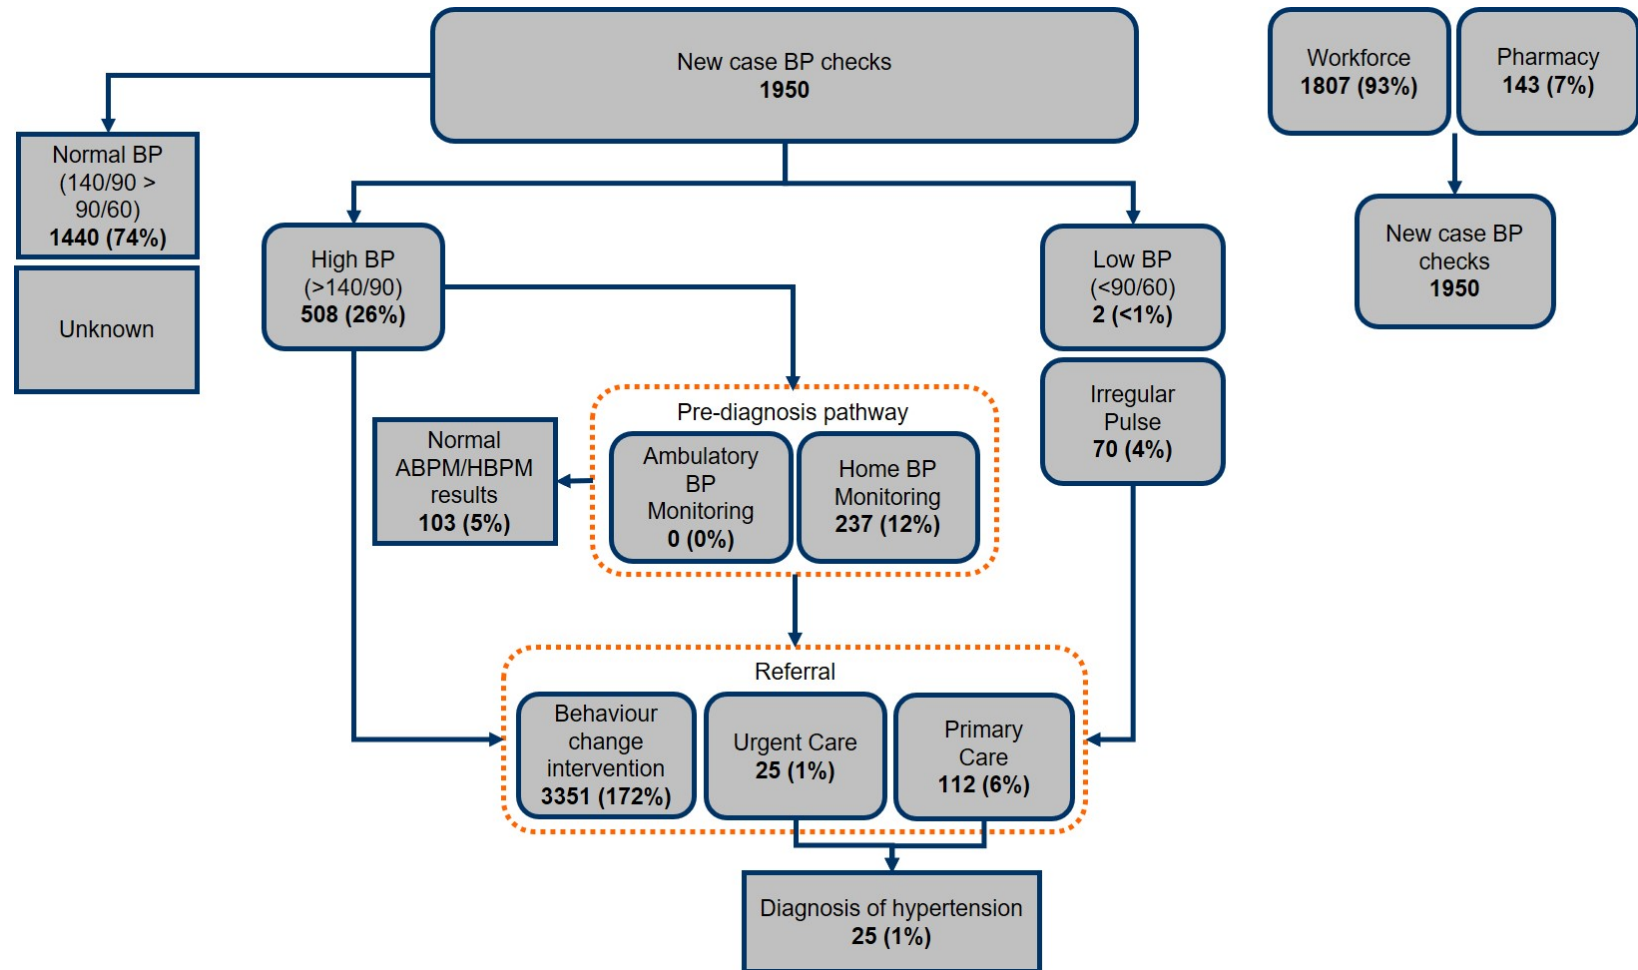 New case BP checks
1950
Workforce
1807 (93%)
Pharmacy
143 (7%)
New case BP
checks
1950
Normal BP
(140/90 >
90/60)
1440 (74%)
Unknown
High BP
(>140/90)
508 (26%)
Low BP
(<90/60)
2 (<1%)
Irregular
Pulse
70 (4%)
Pre-diagnosis pathway
Ambulatory
BP
Monitoring
0 (0%)
Home BP
Monitoring
237 (12%)
Normal
ABPM/HBPM
results
103 (5%)
Referral
Behaviour
change
intervention
3351 (172%)
Urgent Care
25 (1%)
Primary
Care
112 (6%)
Diagnosis of hypertension
25 (1%)